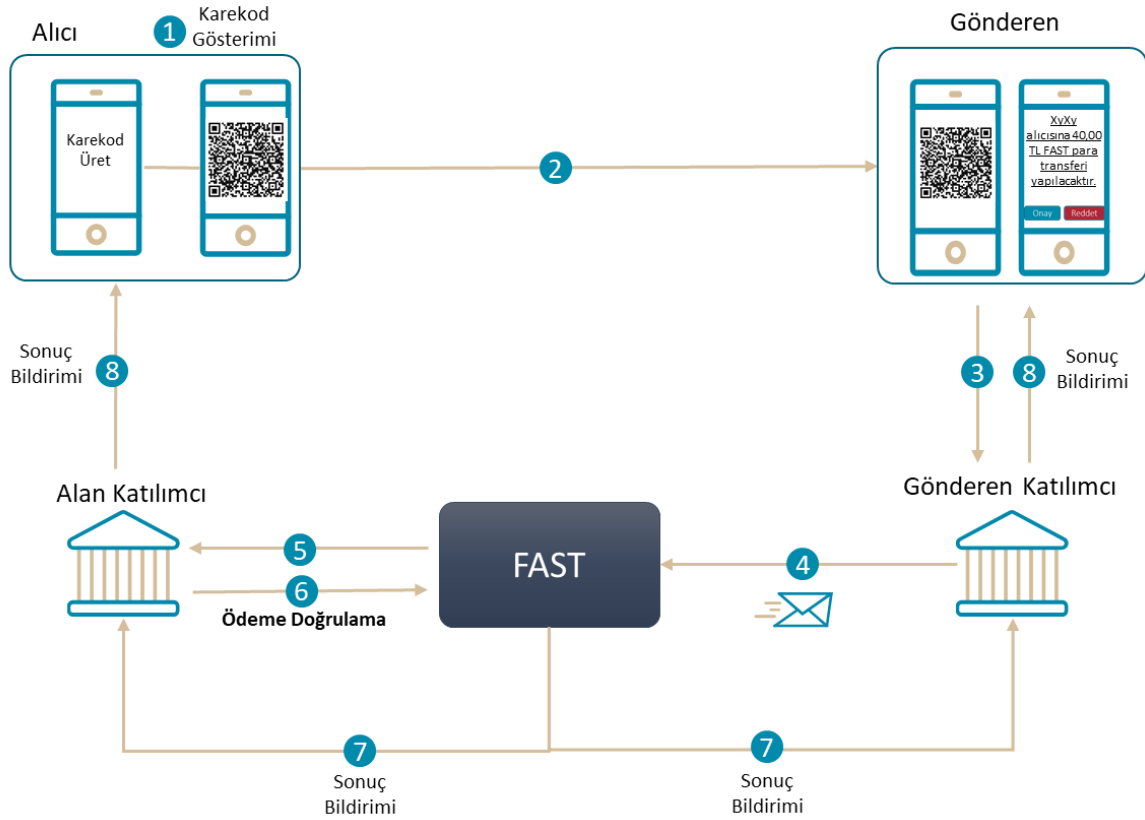 Alıcı
1
Karekod
Gösterimi
Gönderen
Karekod
Üret
XyXy
alıcısına 40,00
TL FAST para
transferi
yapılacaktır.
Onay
Reddet
2
Sonuç
Bildirimi
8
3
8
Sonuç
Bildirimi
Alan Katılımcı
Gönderen Katılımcı
5
FAST
4
6
Ödeme Doğrulama
7
7
Sonuç
Bildirimi
Sonuç
Bildirimi